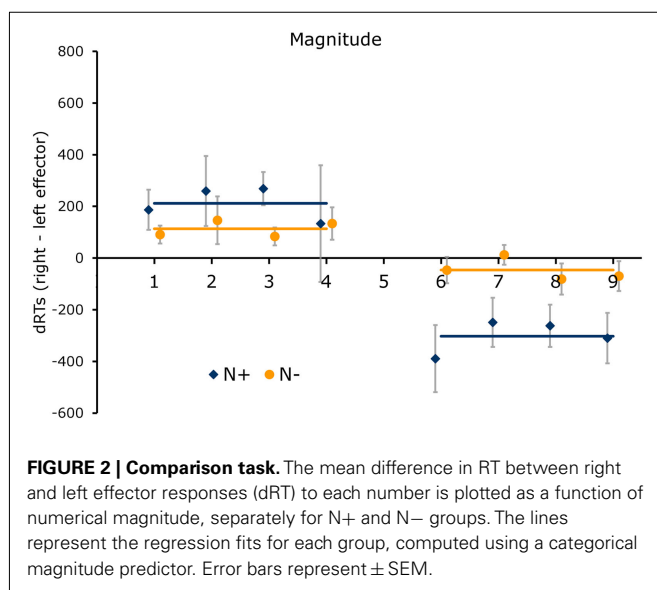 Magnitude
800
600
400
200
0
-200
-400
-600
dRTs (right - left effector)
1 2 3 4 5 6 7 8 9
N+ N-
FIGURE 2 | Comparison task. The mean difference in RT between right
and left effector responses (dRT) to each number is plotted as a function of
numerical magnitude, separately for N+ and N− groups. The lines
represent the regression fits for each group, computed using a categorical
magnitude predictor. Error bars represent ± SEM.